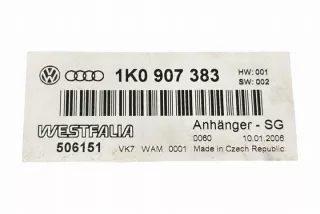 1K0 907 383 HW: 001
SW: 002
WESTFALIA Anhänger - SG
506151 0060 10.01.2006
VK7 WAM 0001 Made in Czech Republic